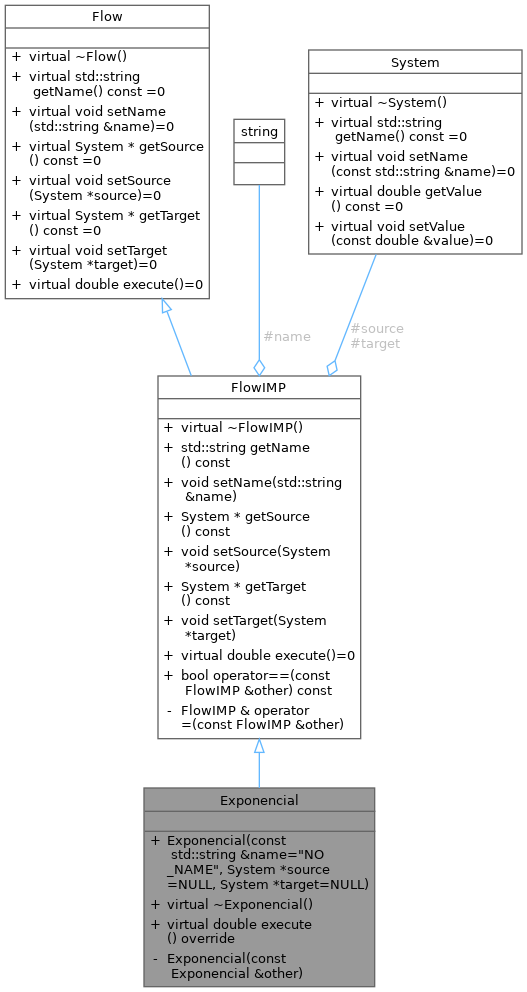 Flow
+ virtual ~Flow()
+ virtual std::string
getName() const =0
+ virtual void setName
(std::string &name)=0
+ virtual System * getSource
() const =0
+ virtual void setSource
(System *source)=0
+ virtual System * getTarget
() const =0
+ virtual void setTarget
(System *target)=0
+ virtual double execute()=0
string
System
+ virtual ~System()
+ virtual std::string
getName() const =0
+ virtual void setName
(const std::string &name)=0
+ virtual double getValue
() const =0
+ virtual void setValue
(const double &value)=0
#name
#source
#target
FlowIMP
+ virtual ~FlowIMP()
+ std::string getName
() const
+ void setName(std::string
&name)
+ System * getSource
() const
+ void setSource(System
*source)
+ System * getTarget
() const
+ void setTarget(System
*target)
+ virtual double execute()=0
+ bool operator==(const
FlowIMP &other) const
- FlowIMP & operator
=(const FlowIMP &other)
Exponencial
+ Exponencial(const
std::string &name="NO
_NAME", System *source
=NULL, System *target=NULL)
+ virtual ~Exponencial()
+ virtual double execute
() override
- Exponencial(const
Exponencial &other)